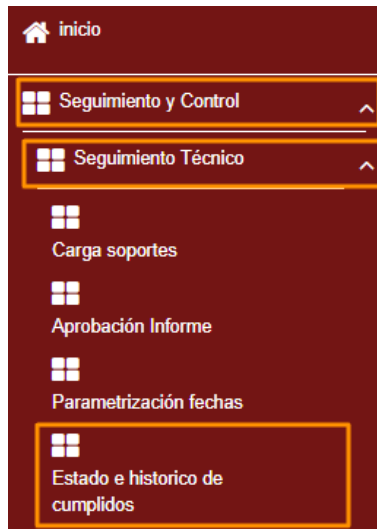 inicio
Seguimiento y Control
Seguimiento Técnico
Carga soportes
Aprobación Informe
Parametrización fechas
Estado e historico de
cumplidos